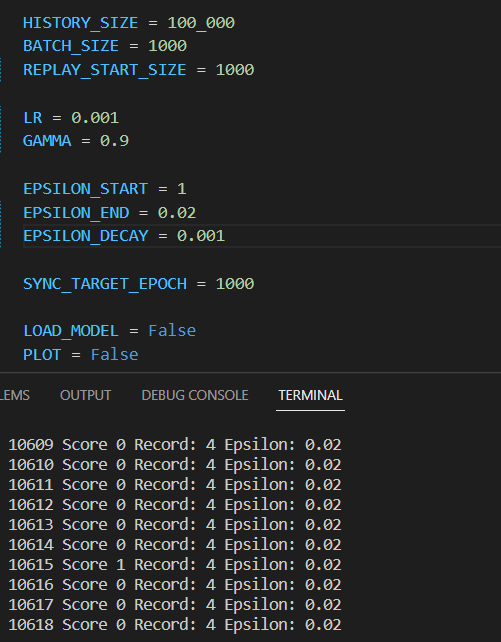 HISTORY_SIZE = 100_000
BATCH_SIZE = 1000
REPLAY_START_SIZE = 1000
LR = 0.001
GAMMA = 0.9
EPSILON_START = 1
EPSILON_END = 0.02
EPSILON_DECAY = 0.001
SYNC_TARGET_EPOCH = 1000
LOAD_MODEL = False
PLOT = False
LEMS OUTPUT DEBUG CONSOLE TERMINAL
10609 Score 0 Record: 4 Epsilon: 0.02
10610 Score 0 Record: 4 Epsilon: 0.02
10611 Score 0 Record: 4 Epsilon: 0.02
10612 Score 0 Record: 4 Epsilon: 0.02
10613 Score 0 Record: 4 Epsilon: 0.02
10614 Score 0 Record: 4 Epsilon: 0.02
10615 Score 1 Record: 4 Epsilon: 0.02
10616 Score 0 Record: 4 Epsilon: 0.02
10617 Score 0 Record: 4 Epsilon: 0.02
10618 Score 0 Record: 4 Epsilon: 0.02